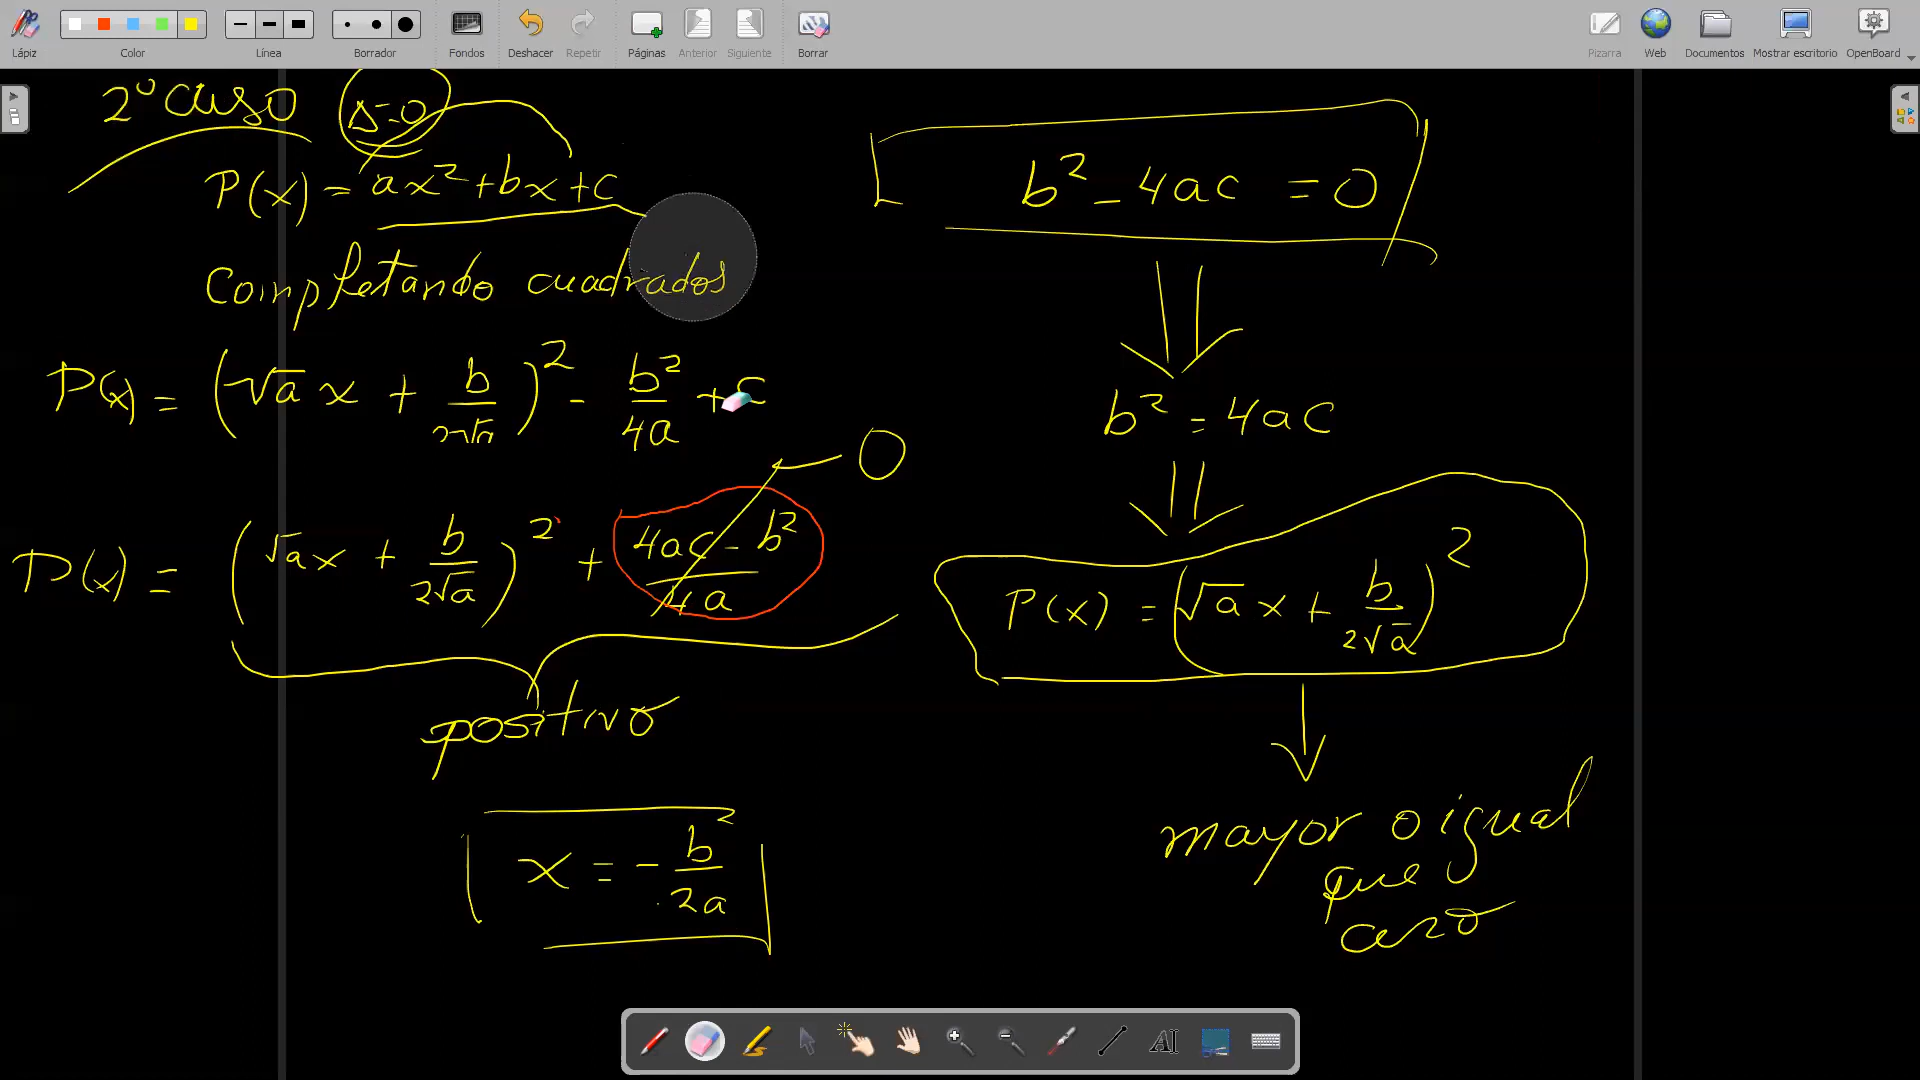 Lápiz Color Línea Borrador Fondos Deshacer Repetir Páginas Anterior Siguiente Borrar Pizarra Web Documentos Mostrar escritorio OpenBoard
2º caso Δ=0
P(x) = ax² + bx + c
Completando cuadrados
P(x) = (√a x + b/2√a)² - b²/4a + c
0
P(x) = (√a x + b/2√a)² + (4ac - b²)/4a
positivo
x = - b²/2a
b² - 4ac = 0
b² = 4ac
P(x) = (√a x + b/2√a)²
mayor o igual
que
cero